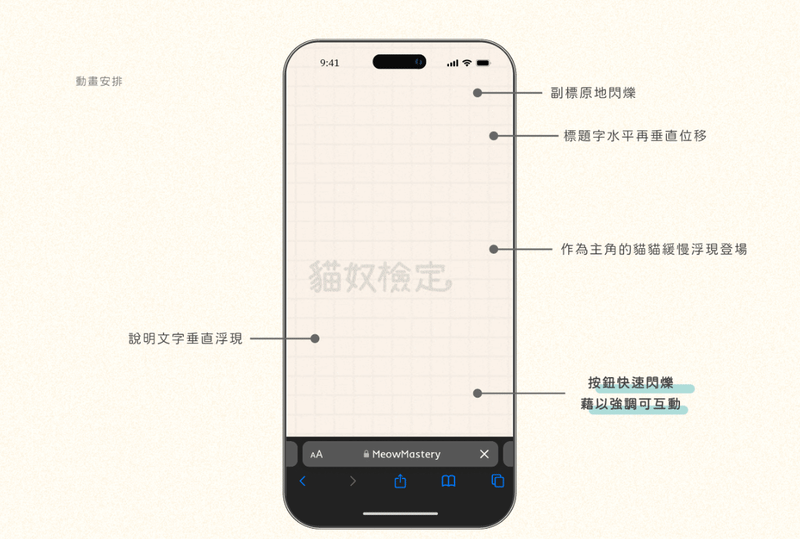 動畫安排
9:41
副標原地閃爍
標題字水平再垂直位移
作為主角的貓貓緩慢浮現登場
貓奴檢定
說明文字垂直浮現
按鈕快速閃爍
藉以強調可互動
AA
MeowMastery